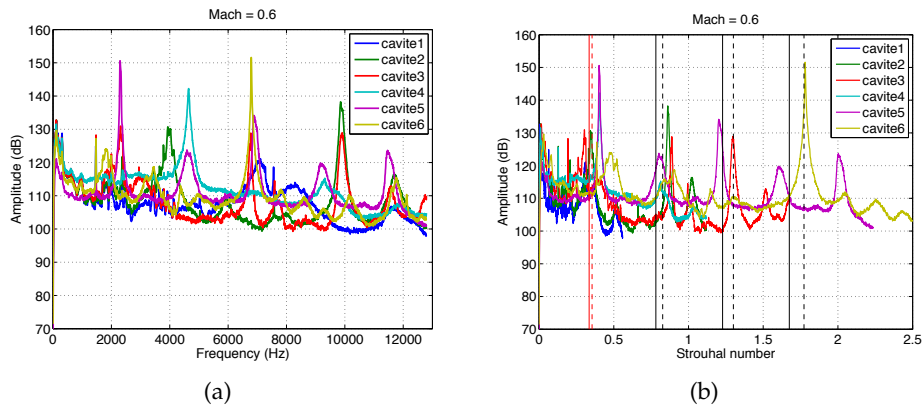 Mach = 0.6
160
150
140
130
120
110
100
90
80
70
Amplitude (dB)
0 2000 4000 6000 8000 10000 12000
Frequency (Hz)
cavite1
cavite2
cavite3
cavite4
cavite5
cavite6
(a)
Mach = 0.6
160
150
140
130
120
110
100
90
80
70
Amplitude (dB)
0 0.5 1 1.5 2 2.5
Strouhal number
cavite1
cavite2
cavite3
cavite4
cavite5
cavite6
(b)